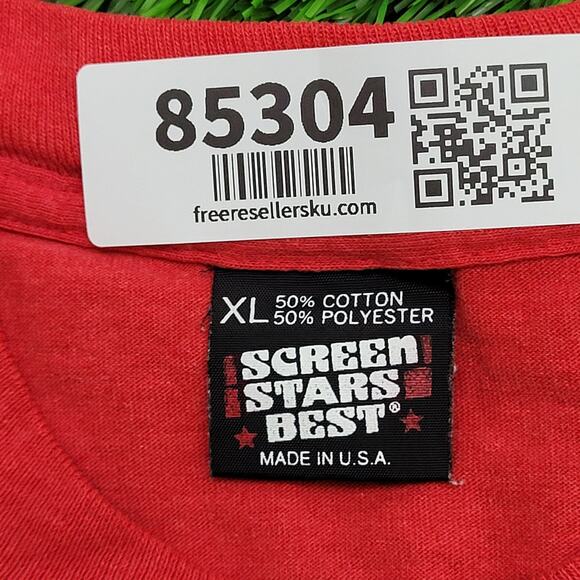 85304
freeresellersku.com
XL 50% COTTON
50% POLYESTER
SCREEN
STARS
BEST®
MADE IN U.S.A.